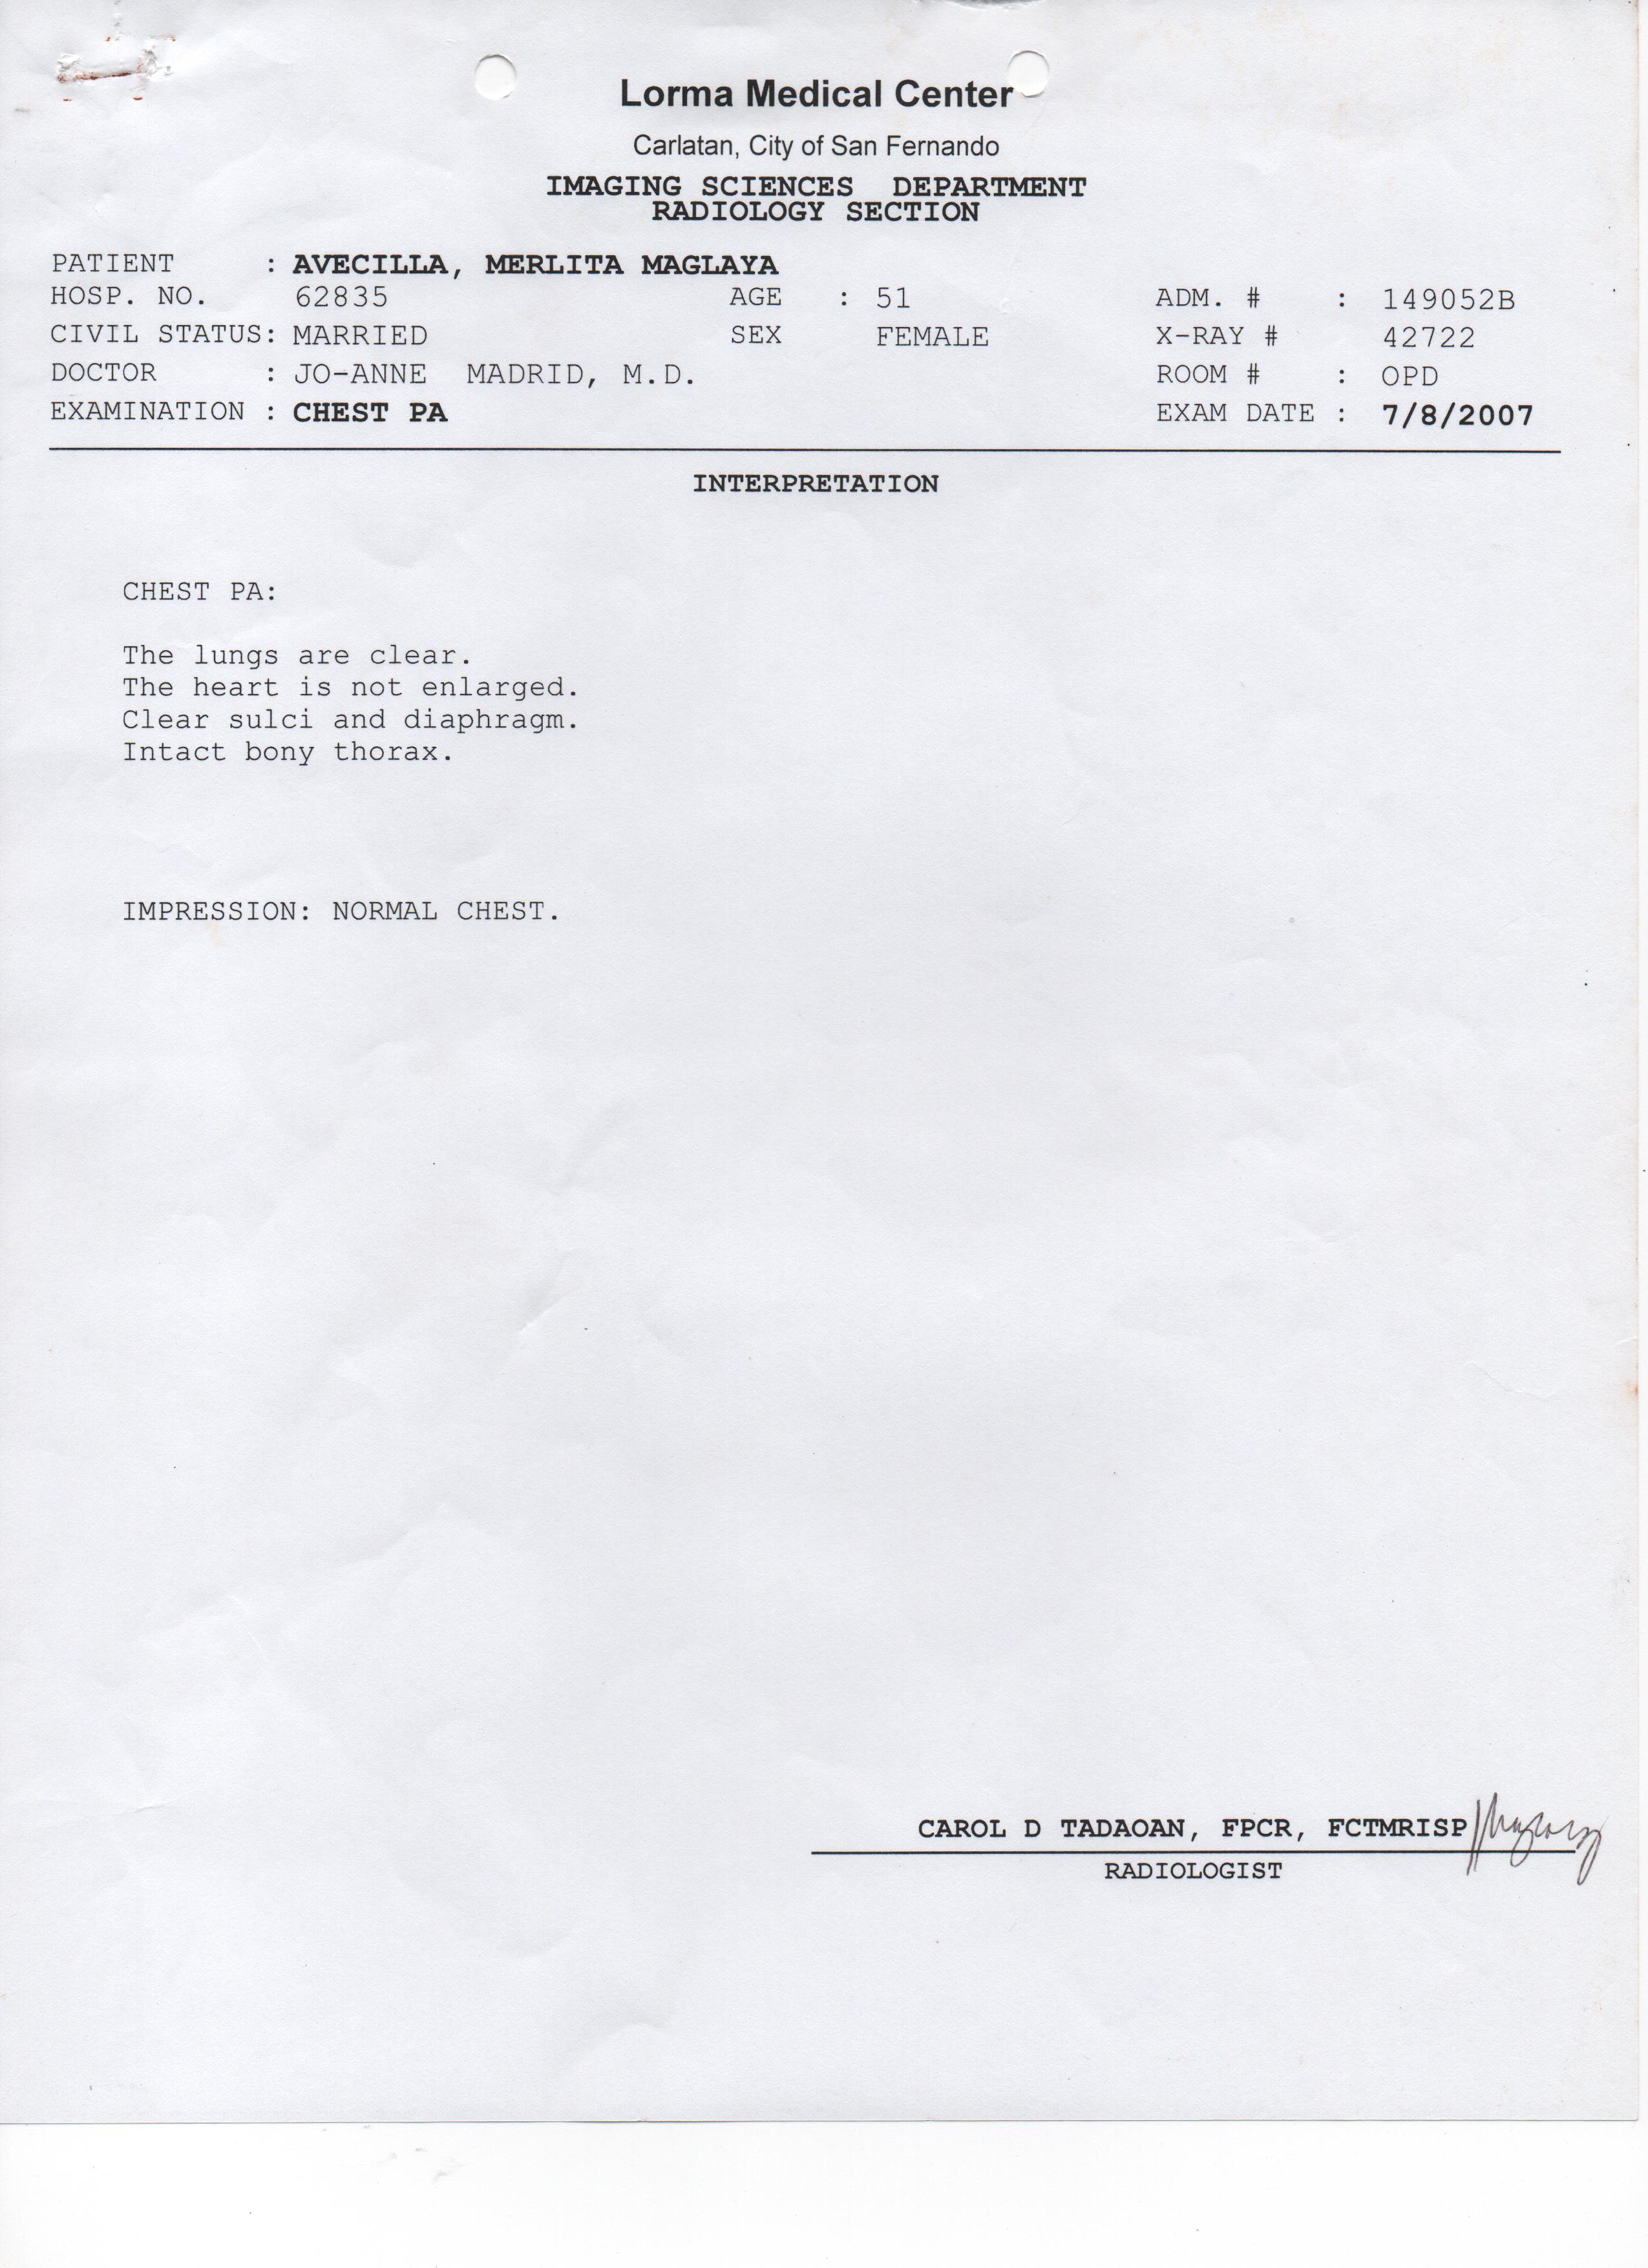 Lorma Medical Center
Carlatan, City of San Fernando
IMAGING SCIENCES DEPARTMENT
RADIOLOGY SECTION
PATIENT : AVECILLA, MERLITA MAGLAYA
HOSP. NO. 62835 AGE : 51 ADM. # : 149052B
CIVIL STATUS: MARRIED SEX FEMALE X-RAY # 42722
DOCTOR : JO-ANNE MADRID, M.D. ROOM # : OPD
EXAMINATION : CHEST PA EXAM DATE : 7/8/2007
INTERPRETATION
CHEST PA:
The lungs are clear.
The heart is not enlarged.
Clear sulci and diaphragm.
Intact bony thorax.
IMPRESSION: NORMAL CHEST.
CAROL D TADAOAN, FPCR, FCTMRISP
RADIOLOGIST